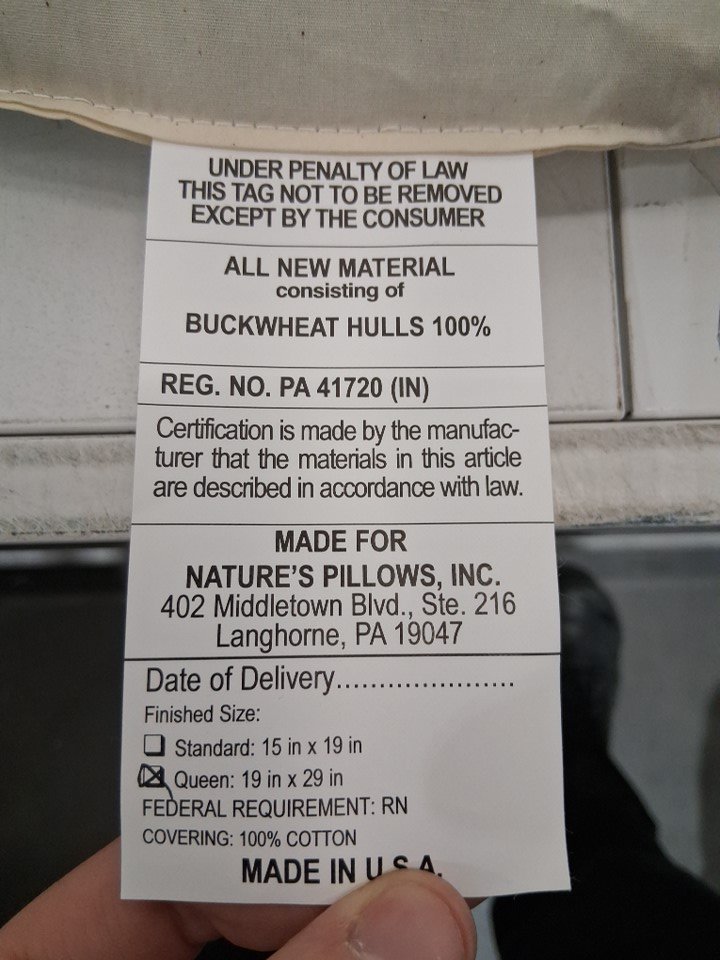 UNDER PENALTY OF LAW
THIS TAG NOT TO BE REMOVED
EXCEPT BY THE CONSUMER
ALL NEW MATERIAL
consisting of
BUCKWHEAT HULLS 100%
REG. NO. PA 41720 (IN)
Certification is made by the manufac-
turer that the materials in this article
are described in accordance with law.
MADE FOR
NATURE'S PILLOWS, INC.
402 Middletown Blvd., Ste. 216
Langhorne, PA 19047
Date of Delivery......................
Finished Size:
☐ Standard: 15 in x 19 in
☒ Queen: 19 in x 29 in
FEDERAL REQUIREMENT: RN
COVERING: 100% COTTON
MADE IN U.S.A.